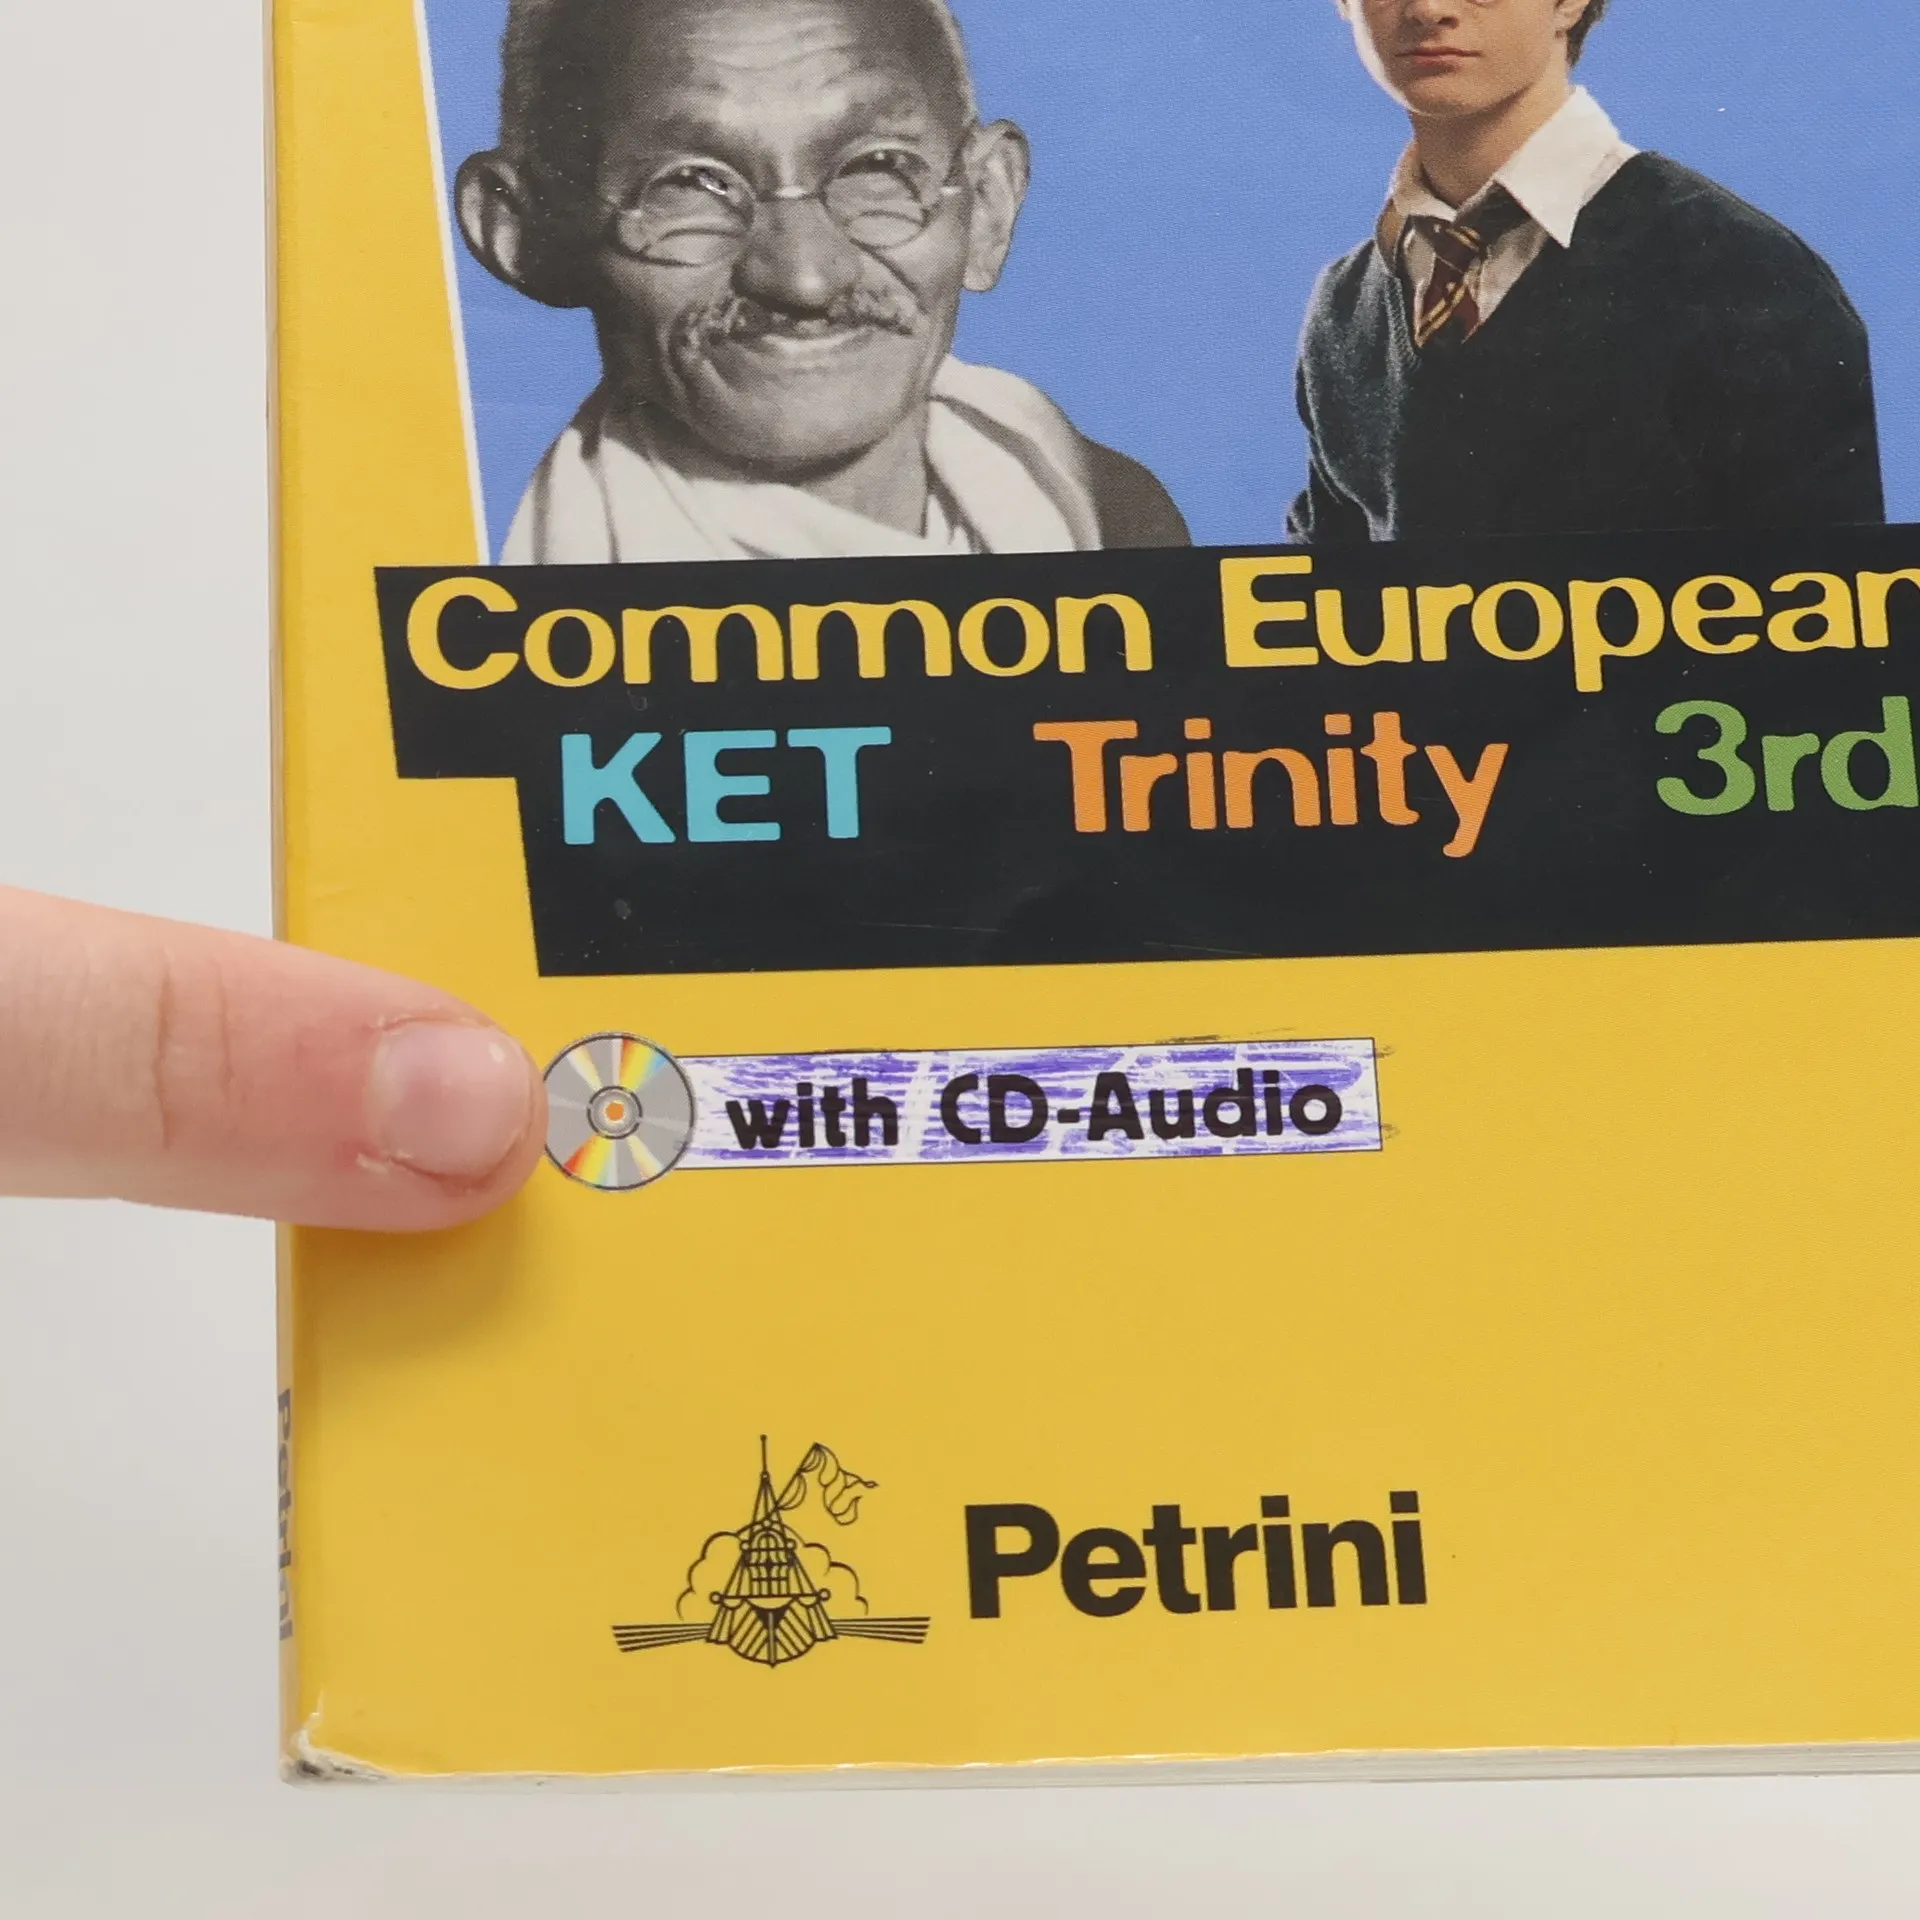 Common European
KET Trinity 3rd
with CD-Audio
Petrini
Petrini